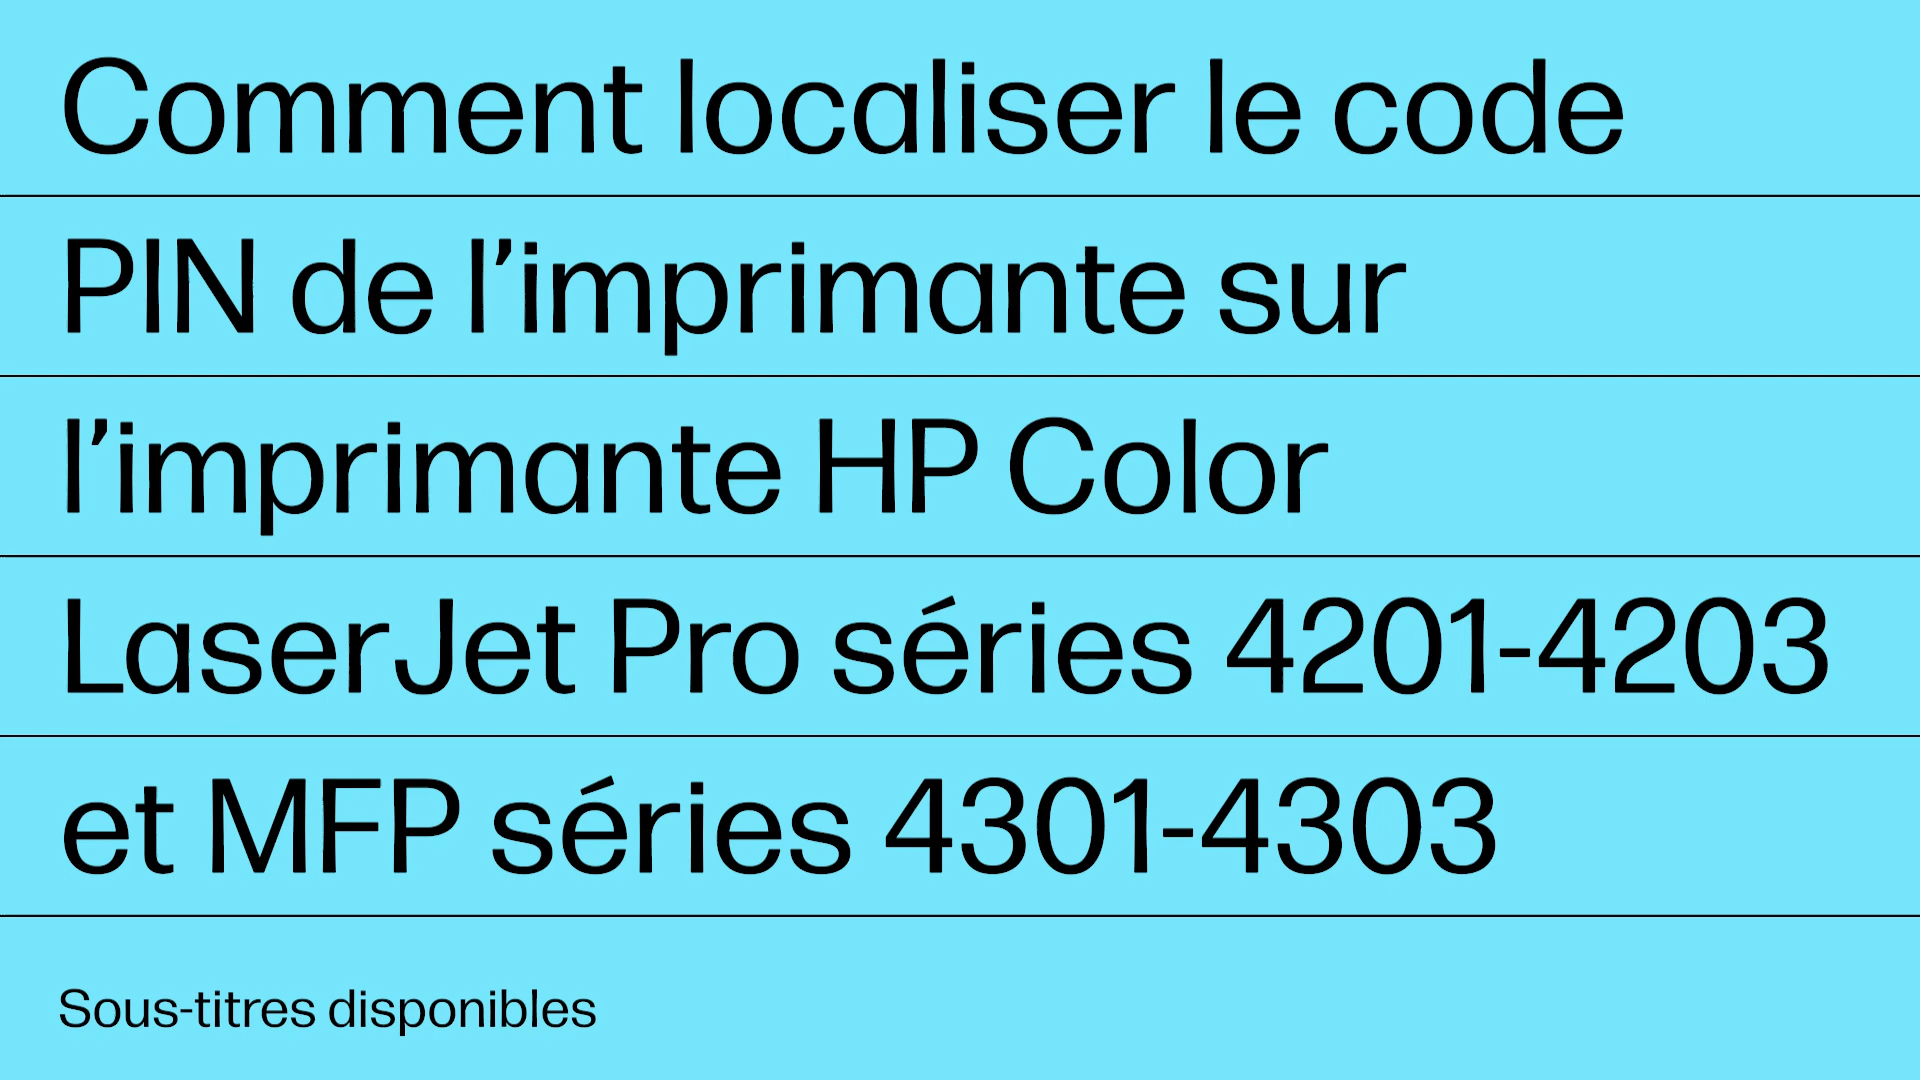 Comment localiser le code
PIN de l’imprimante sur
l’imprimante HP Color
LaserJet Pro séries 4201-4203
et MFP séries 4301-4303
Sous-titres disponibles